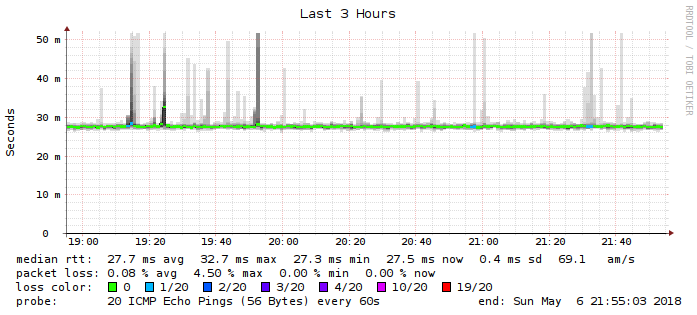 Last 3 Hours
RRDTOOL / TOBI OETIKER
Seconds
50 m
40 m
30 m
20 m
10 m
0
19:00 19:20 19:40 20:00 20:20 20:40 21:00 21:20 21:40
median rtt: 27.7 ms avg 32.7 ms max 27.3 ms min 27.5 ms now 0.4 ms sd 69.1 am/s
packet loss: 0.08 % avg 4.50 % max 0.00 % min 0.00 % now
loss color: 0 1/20 2/20 3/20 4/20 10/20 19/20
probe: 20 ICMP Echo Pings (56 Bytes) every 60s end: Sun May 6 21:55:03 2018